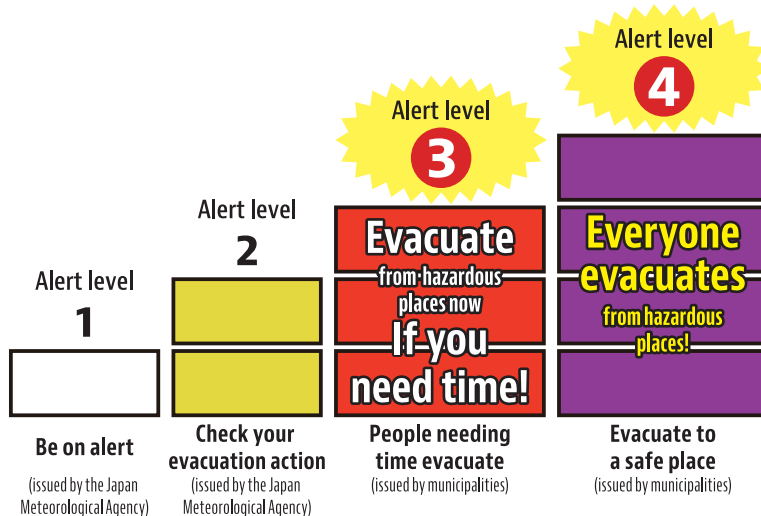 Alert level
1
Be on alert
(issued by the Japan
Meteorological Agency)
Alert level
2
Check your
evacuation action
(issued by the Japan
Meteorological Agency)
Alert level
3
Evacuate
from hazardous
places now
If you
need time!
People needing
time evacuate
(issued by municipalities)
Alert level
4
Everyone
evacuates
from hazardous
places!
Evacuate to
a safe place
(issued by municipalities)